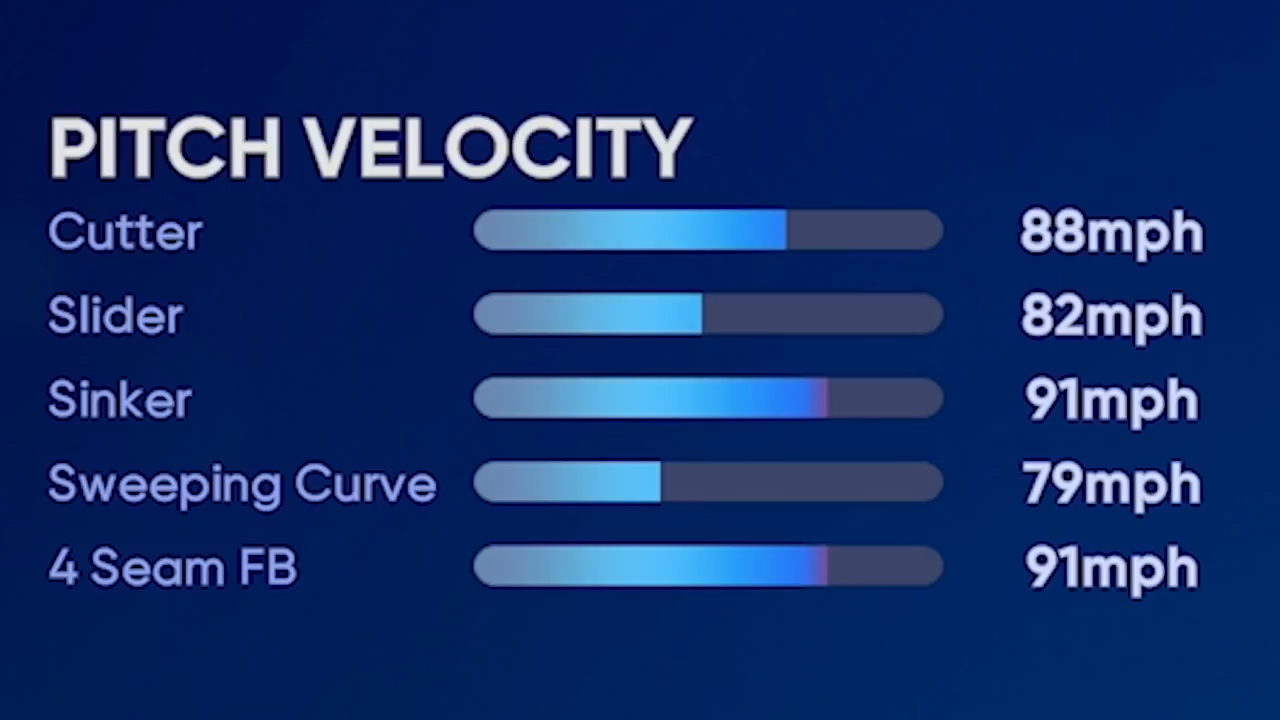 PITCH VELOCITY
Cutter 88mph
Slider 82mph
Sinker 91mph
Sweeping Curve 79mph
4 Seam FB 91mph